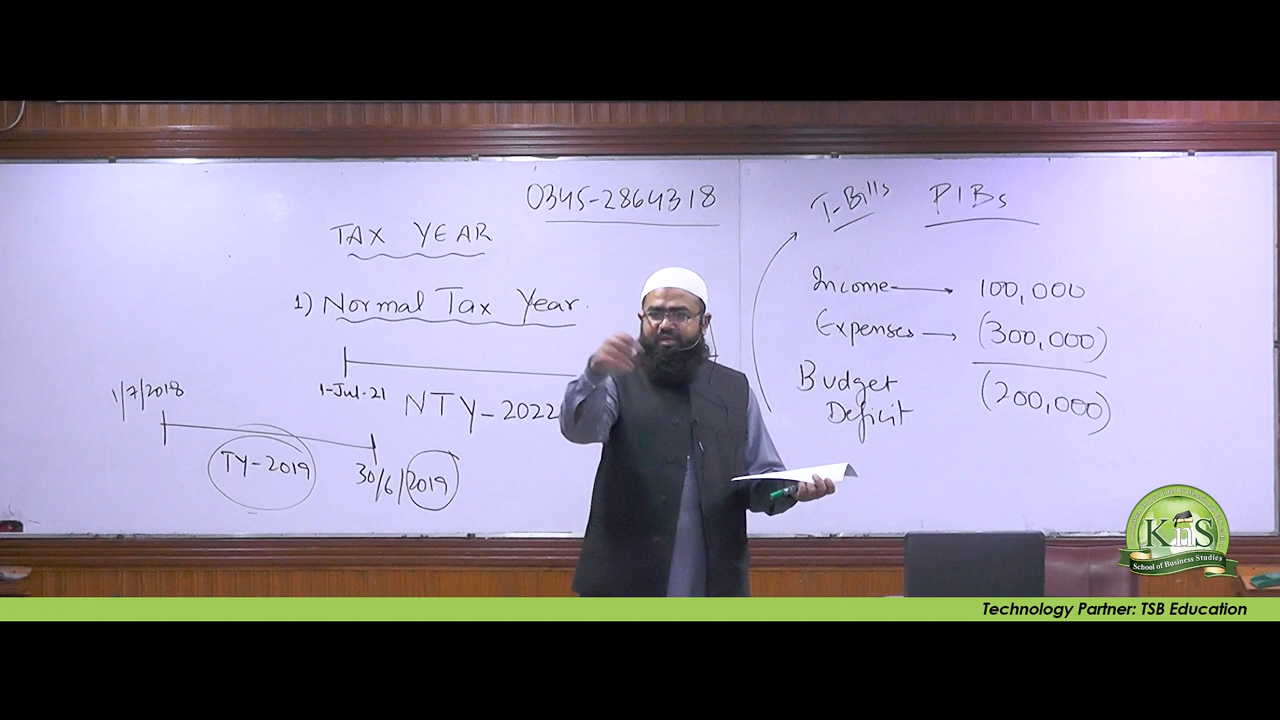 0345-2864318
TAX YEAR
1) Normal Tax Year.
1-Jul-21
NTY-2022
1/7/2018
TY-2019
30/6/2019
T-Bills PIBs
Income → 100,000
Expenses → (300,000)
Budget Deficit (200,000)
KnS
School of Business Studies
Technology Partner: TSB Education